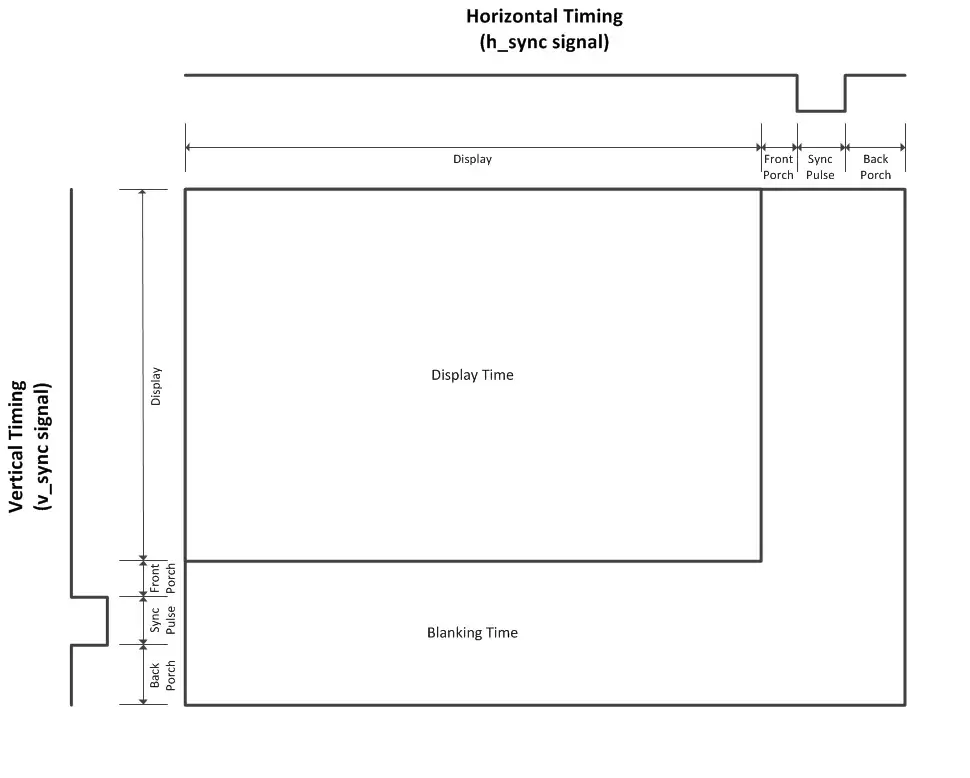 Horizontal Timing
(h_sync signal)
Display
Front
Porch
Sync
Pulse
Back
Porch
Vertical Timing
(v_sync signal)
Display
Front
Porch
Sync
Pulse
Back
Porch
Display Time
Blanking Time